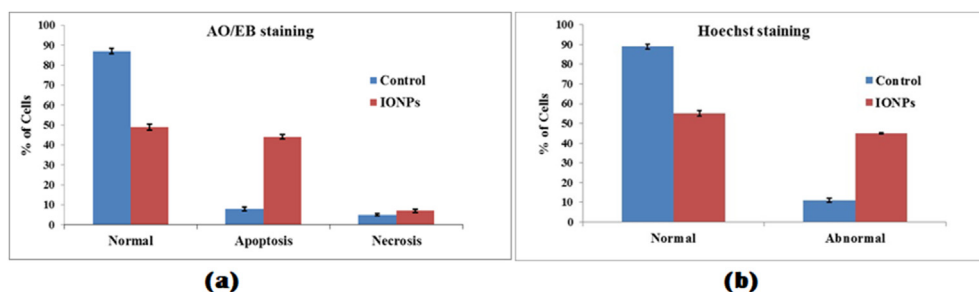 AO/EB staining
% of Cells
100
90
80
70
60
50
40
30
20
10
0
Control
IONPs
Normal
Apoptosis
Necrosis
(a)
Hoechst staining
% of Cells
100
90
80
70
60
50
40
30
20
10
0
Control
IONPs
Normal
Abnormal
(b)